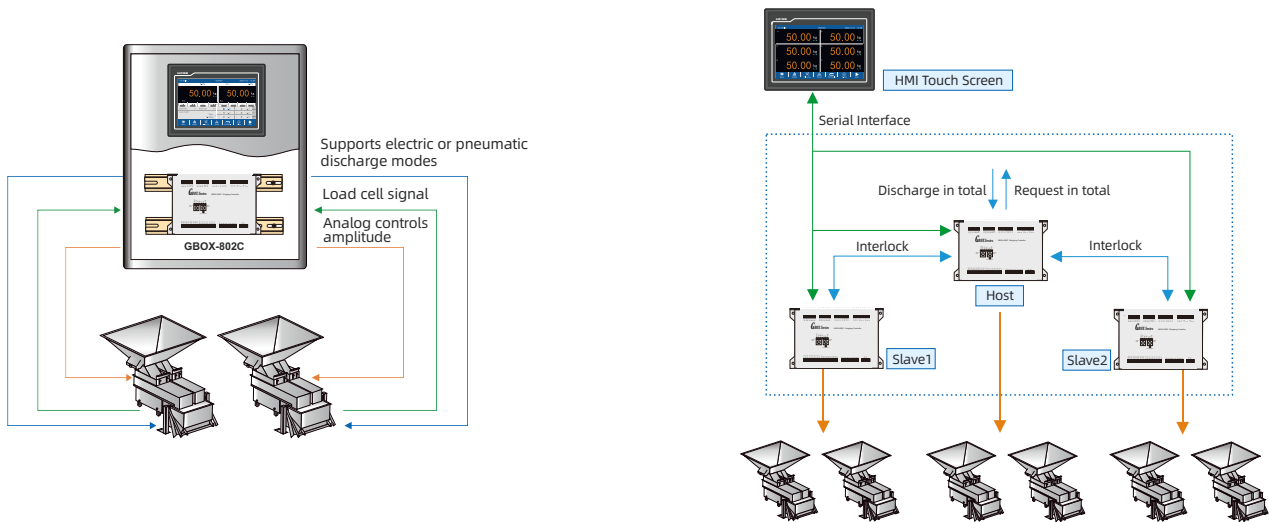 50.00
50.00
Supports electric or pneumatic
discharge modes
Load cell signal
Analog controls
amplitude
GBOX-802C
50.00
50.00
50.00
50.00
50.00
50.00
HMI Touch Screen
Serial Interface
Discharge in total
Request in total
Interlock
Interlock
Host
Slave1
Slave2